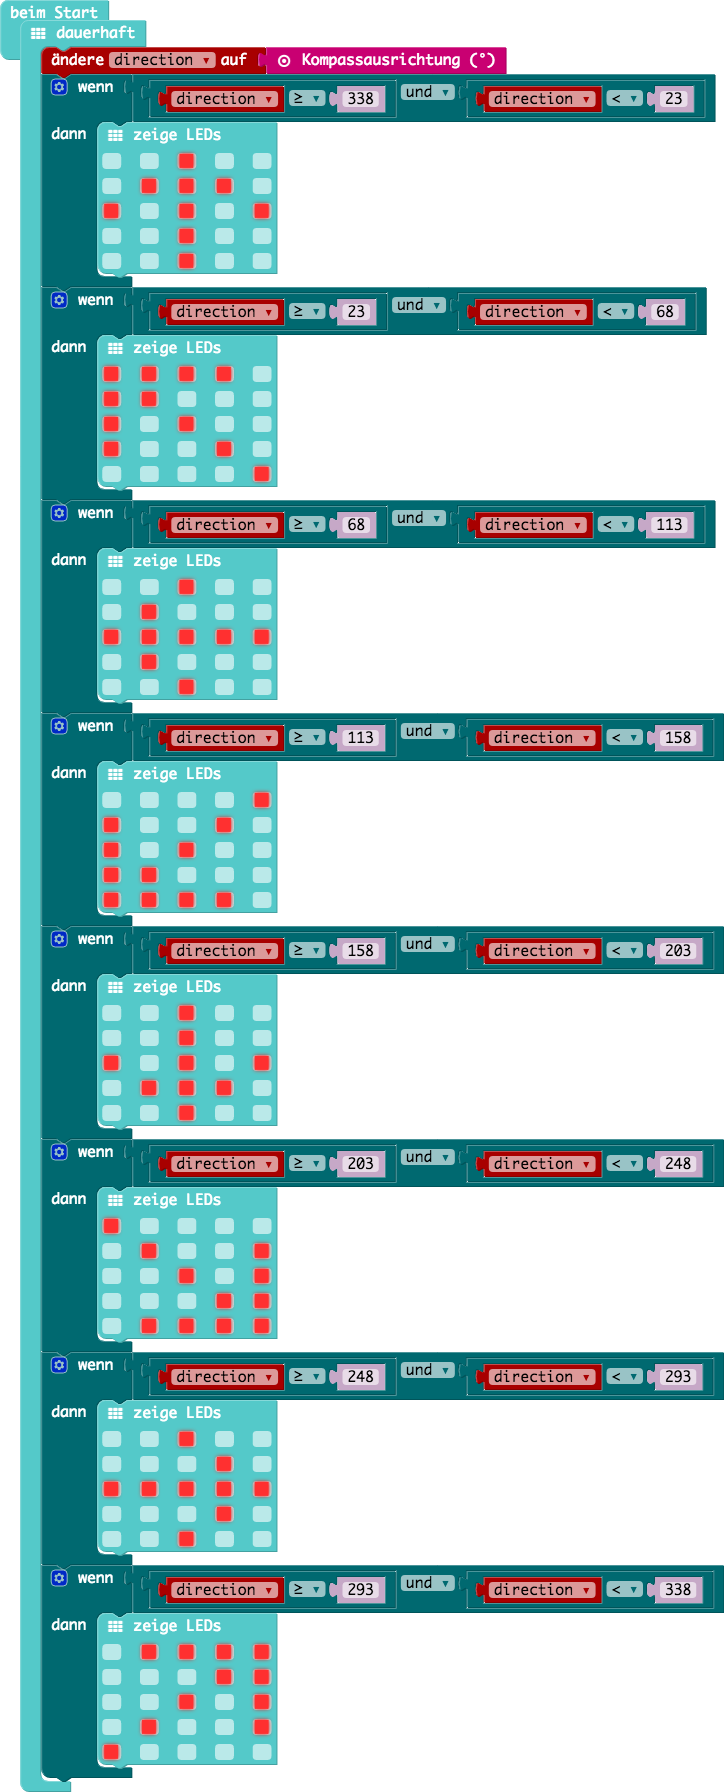 beim Start
dauerhaft
ändere direction auf Kompassausrichtung (°)
wenn direction ≥ 338 und direction < 23
dann zeige LEDs
wenn direction ≥ 23 und direction < 68
dann zeige LEDs
wenn direction ≥ 68 und direction < 113
dann zeige LEDs
wenn direction ≥ 113 und direction < 158
dann zeige LEDs
wenn direction ≥ 158 und direction < 203
dann zeige LEDs
wenn direction ≥ 203 und direction < 248
dann zeige LEDs
wenn direction ≥ 248 und direction < 293
dann zeige LEDs
wenn direction ≥ 293 und direction < 338
dann zeige LEDs